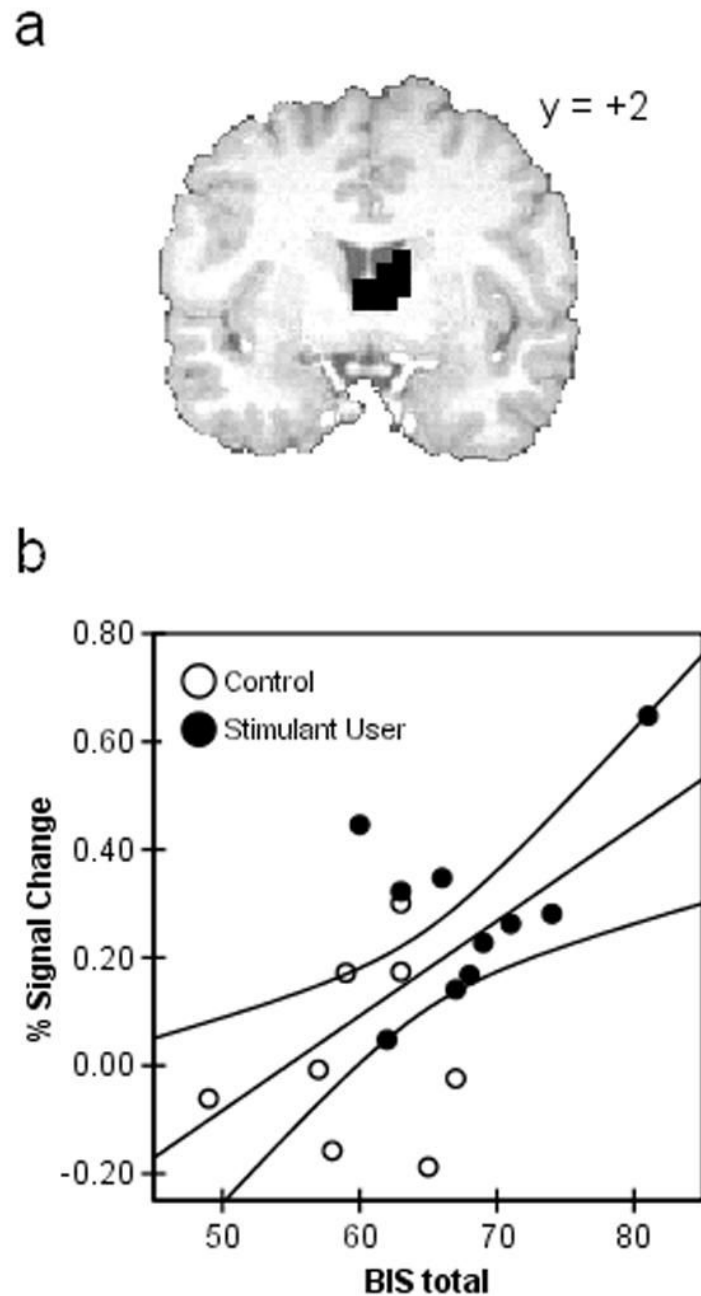 a
y = +2
b
0.80
0.60
0.40
0.20
0.00
-0.20
% Signal Change
Control
Stimulant User
50 60 70 80
BIS total